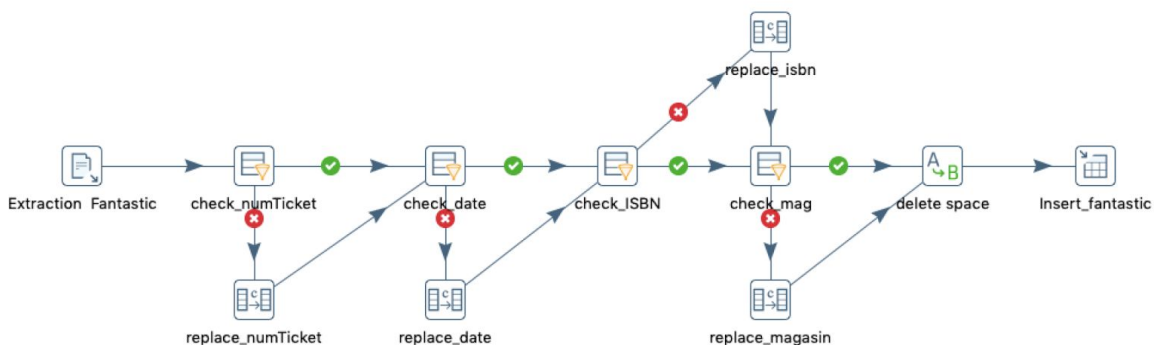 replace_isbn
Extraction Fantastic
check_numTicket
check_date
check_ISBN
check_mag
delete space
Insert_fantastic
replace_numTicket
replace_date
replace_magasin